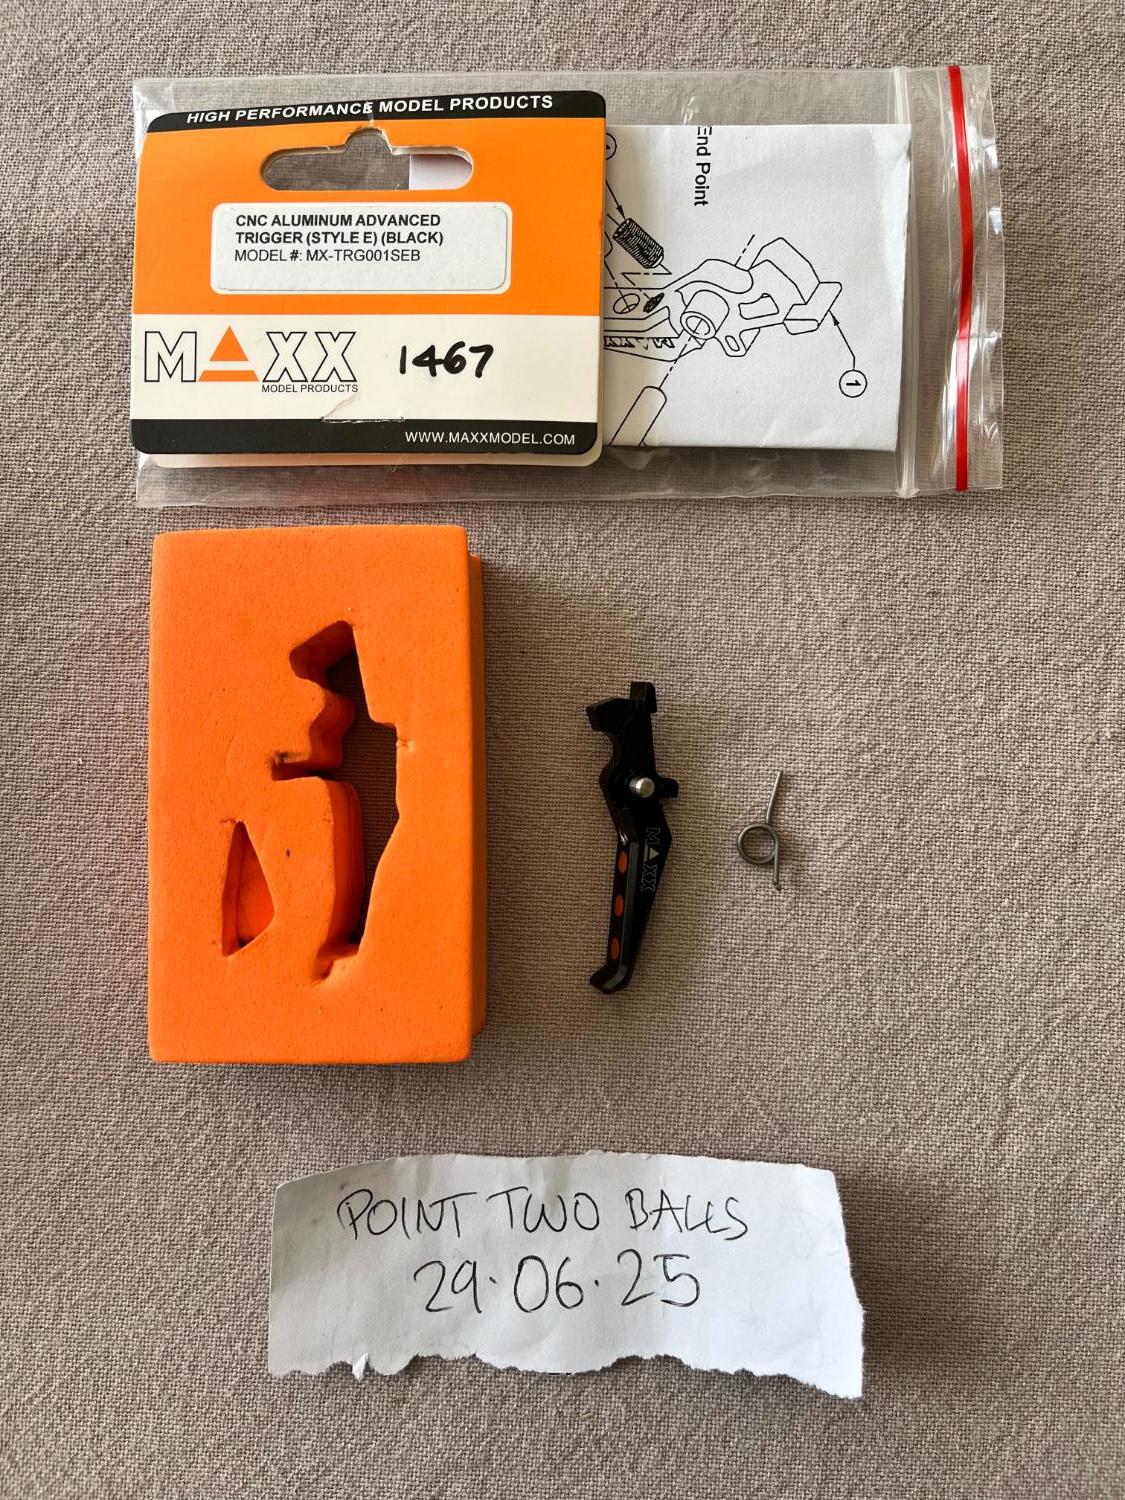 HIGH PERFORMANCE MODEL PRODUCTS
CNC ALUMINUM ADVANCED
TRIGGER (STYLE E) (BLACK)
MODEL #: MX-TRG001SEB
MAXX
MODEL PRODUCTS
1467
WWW.MAXXMODEL.COM
End Point
1
MAXX
POINT TWO BALLS
29.06.25